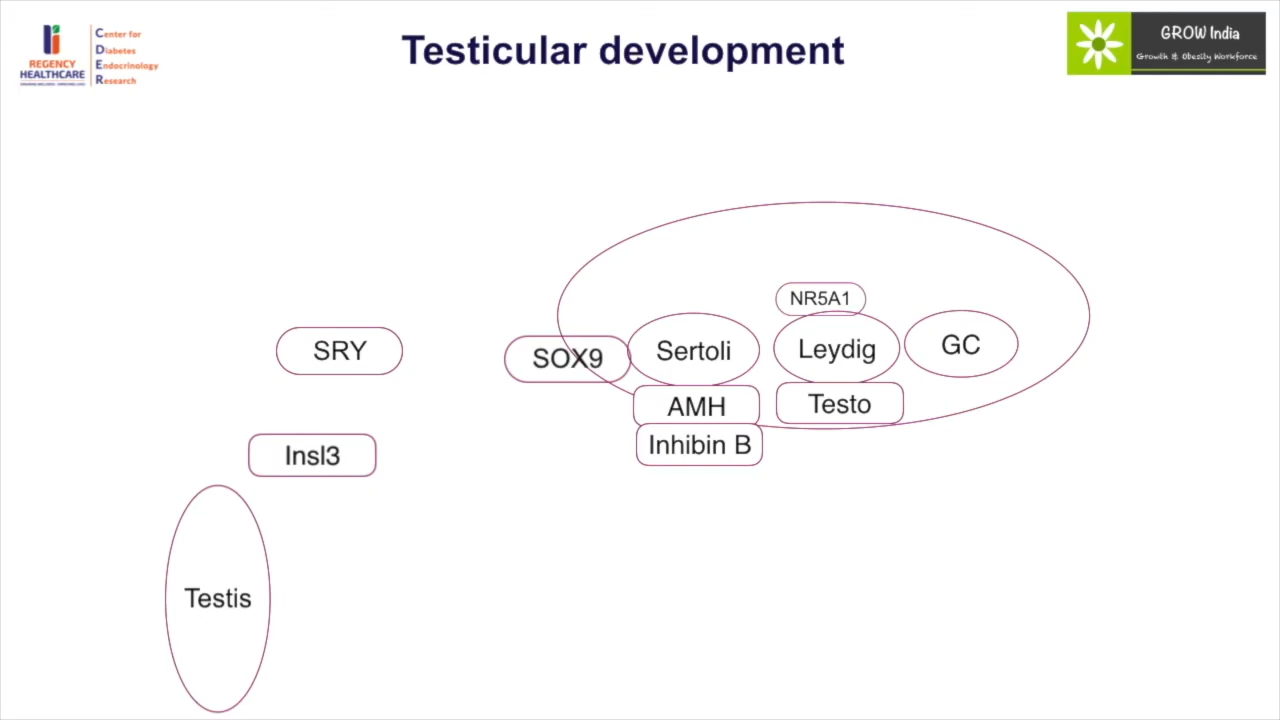 REGENCY
HEALTHCARE
Center for
Diabetes
Endocrinology
Research
Testicular development
GROW India
Growth & Obesity Workforce
NR5A1
SRY
SOX9
Sertoli
Leydig
GC
AMH
Testo
Inhibin B
Insl3
Testis